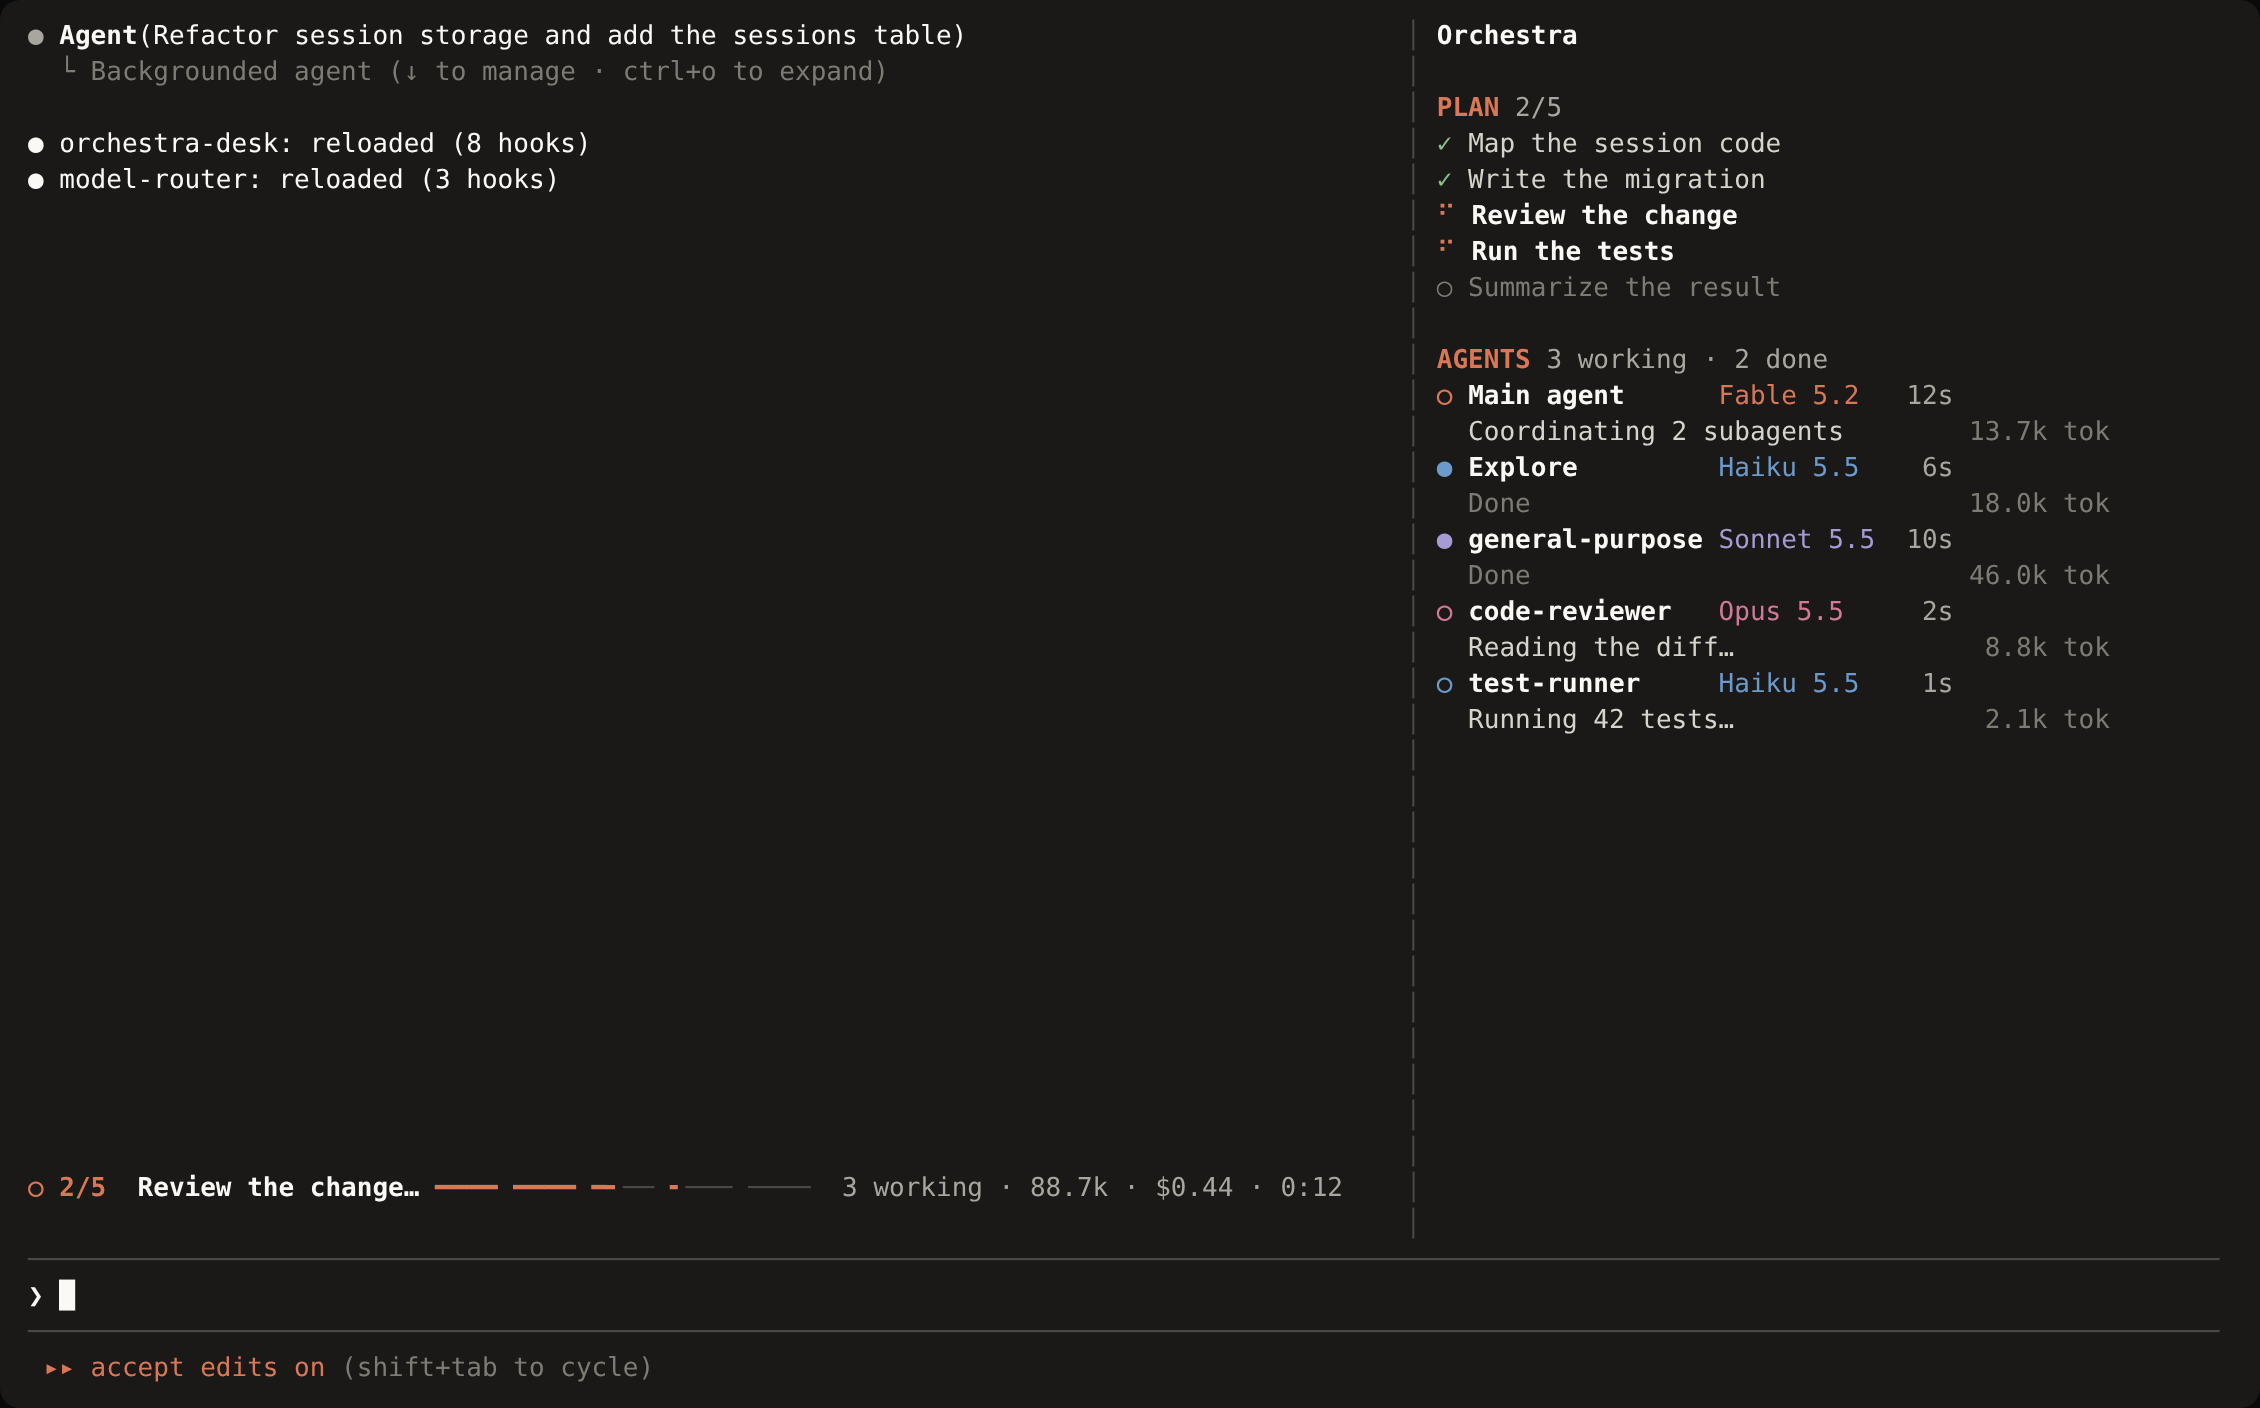 ● Agent(Refactor session storage and add the sessions table)
└ Backgrounded agent (↓ to manage · ctrl+o to expand)
● orchestra-desk: reloaded (8 hooks)
● model-router: reloaded (3 hooks)
○ 2/5 Review the change… 3 working · 88.7k · $0.44 · 0:12
Orchestra
PLAN 2/5
✓ Map the session code
✓ Write the migration
⠋ Review the change
⠋ Run the tests
○ Summarize the result
AGENTS 3 working · 2 done
○ Main agent Fable 5.2 12s
Coordinating 2 subagents 13.7k tok
● Explore Haiku 5.5 6s
Done 18.0k tok
● general-purpose Sonnet 5.5 10s
Done 46.0k tok
○ code-reviewer Opus 5.5 2s
Reading the diff… 8.8k tok
○ test-runner Haiku 5.5 1s
Running 42 tests… 2.1k tok
❯
▸▸ accept edits on (shift+tab to cycle)